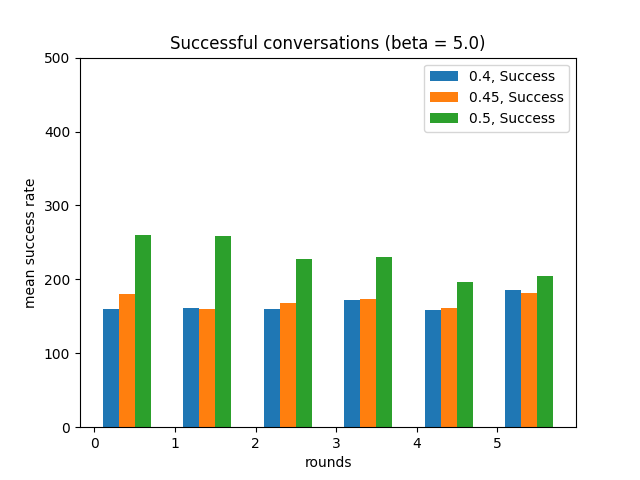 Successful conversations (beta = 5.0)
500
400
300
200
100
0
mean success rate
0.4, Success
0.45, Success
0.5, Success
0 1 2 3 4 5
rounds